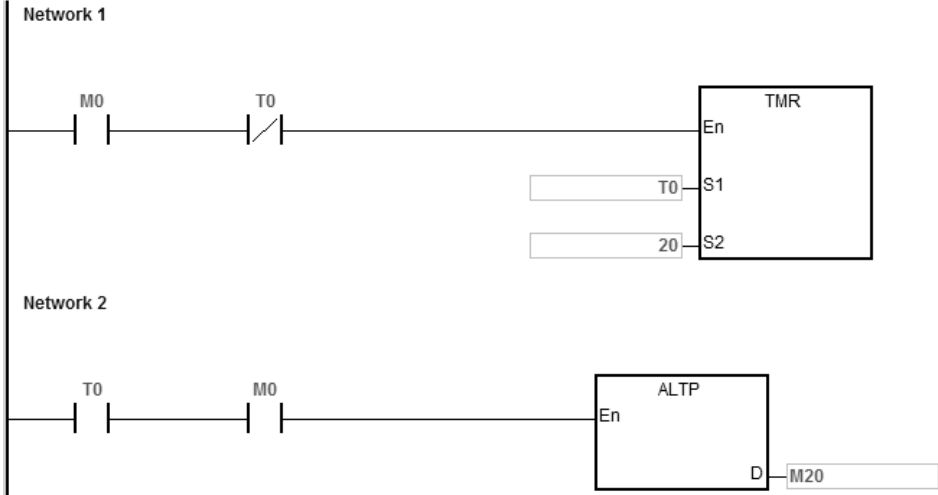 Network 1
M0 T0 TMR
En
T0 S1
20 S2
Network 2
T0 M0 ALTP
En
D M20